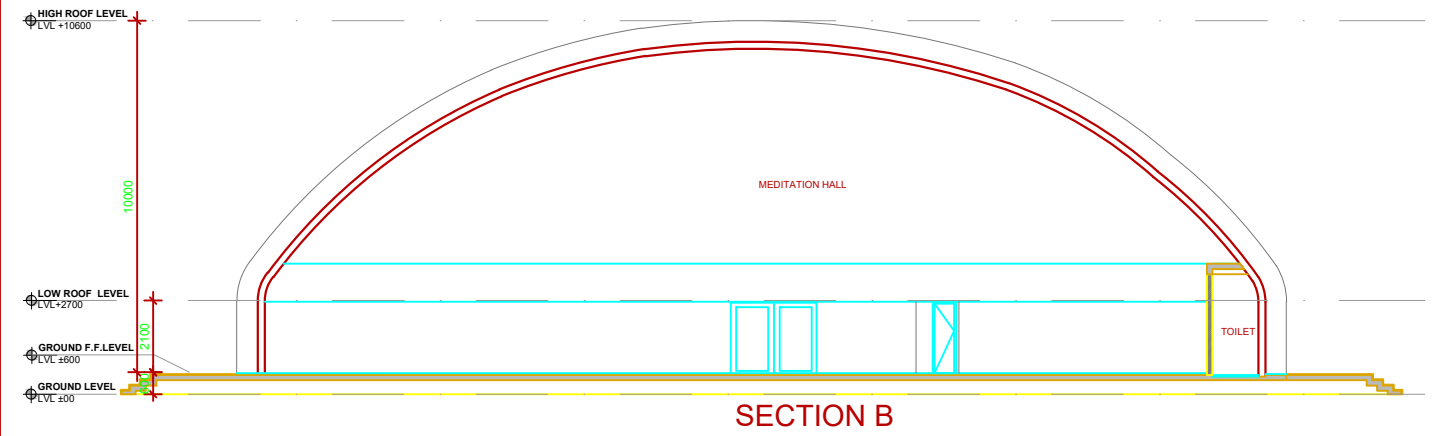 HIGH ROOF LEVEL
LVL +10600
10000
MEDITATION HALL
LOW ROOF LEVEL
LVL+2700
2100
TOILET
GROUND F.F.LEVEL
LVL ±600
GROUND LEVEL
LVL ±00
SECTION B